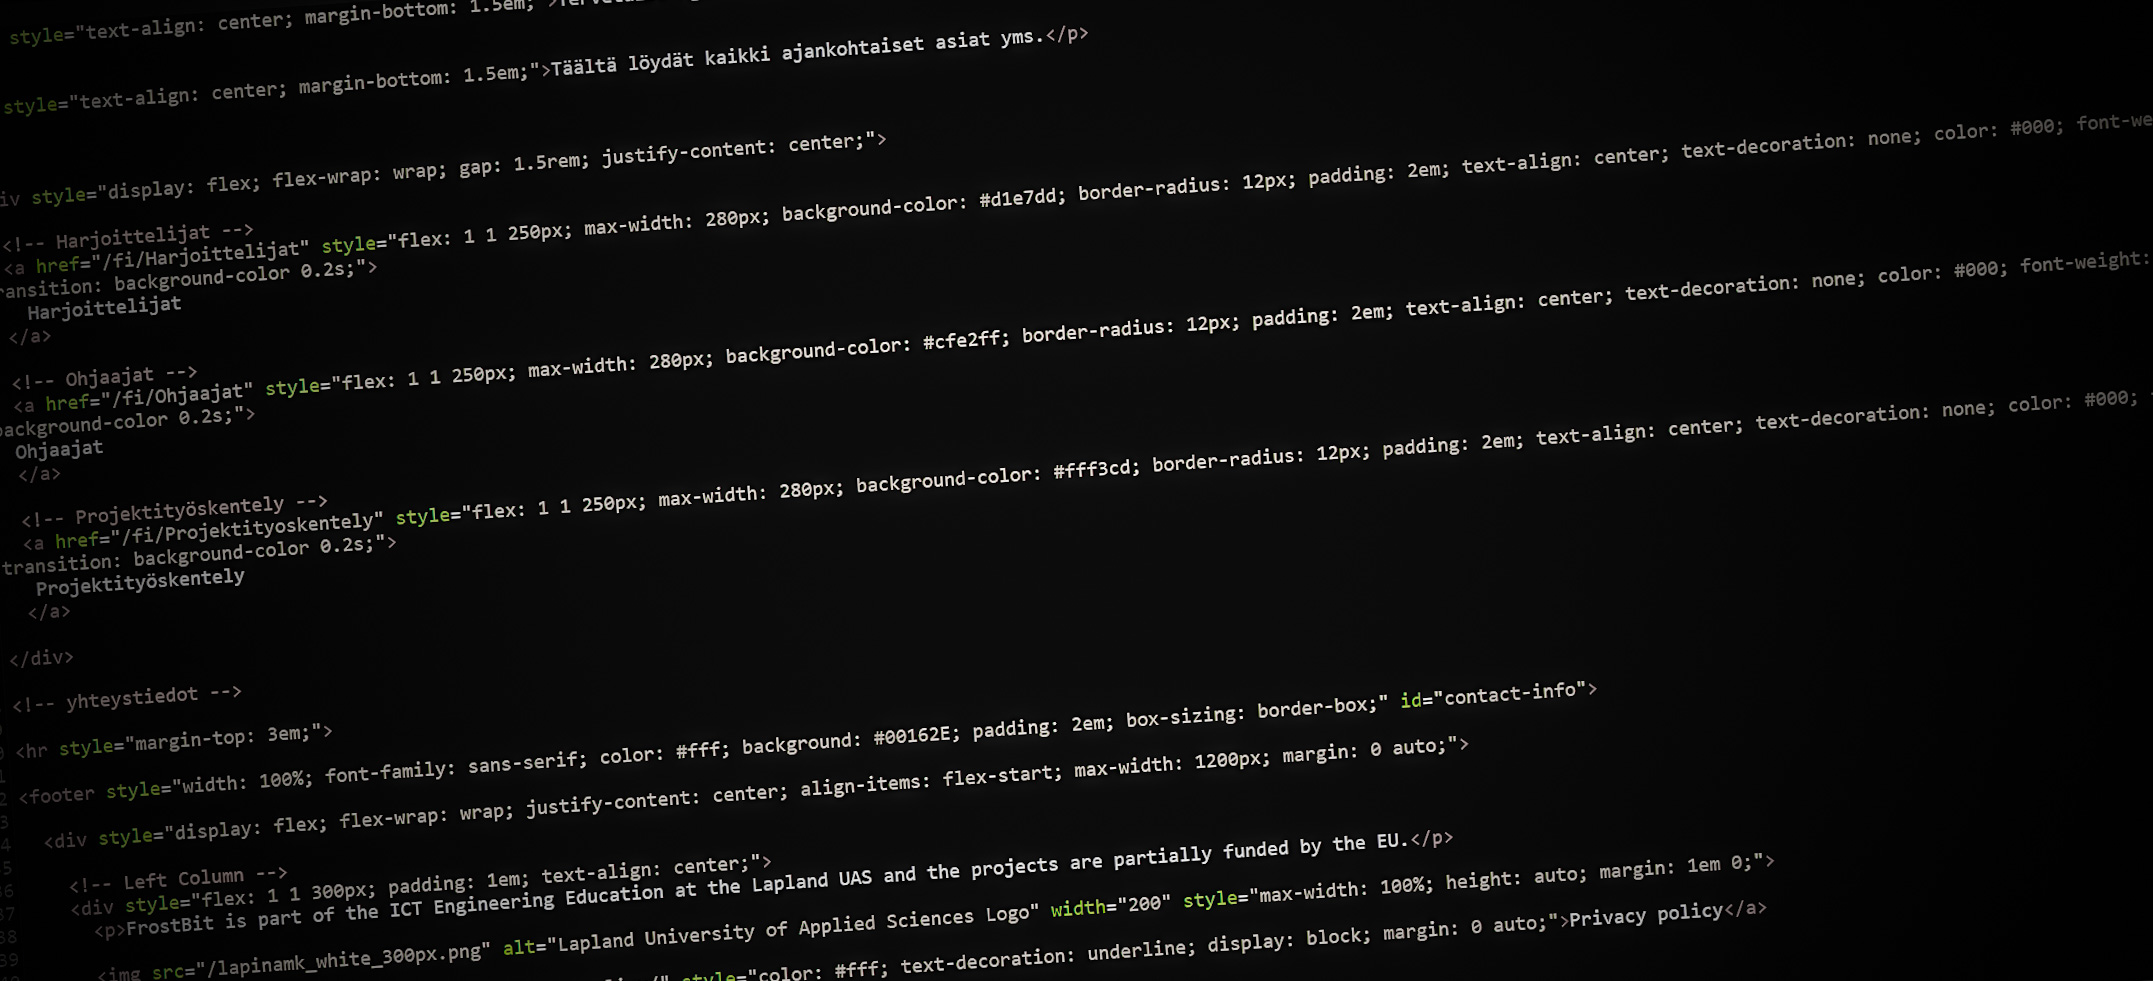 style="text-align: center; margin-bottom: 1.5em;">
style="text-align: center; margin-bottom: 1.5em;">Täältä löydät kaikki ajankohtaiset asiat yms.</p>
iv style="display: flex; flex-wrap: wrap; gap: 1.5rem; justify-content: center;">
<!-- Harjoittelijat -->
<a href="/fi/Harjoittelijat" style="flex: 1 1 250px; max-width: 280px; background-color: #d1e7dd; border-radius: 12px; padding: 2em; text-align: center; text-decoration: none; color: #000; font-we
ransition: background-color 0.2s;">
Harjoittelijat
</a>
<!-- Ohjaajat -->
<a href="/fi/Ohjaajat" style="flex: 1 1 250px; max-width: 280px; background-color: #cfe2ff; border-radius: 12px; padding: 2em; text-align: center; text-decoration: none; color: #000; font-weight:
background-color 0.2s;">
Ohjaajat
</a>
<!-- Projektityöskentely -->
<a href="/fi/Projektityoskentely" style="flex: 1 1 250px; max-width: 280px; background-color: #fff3cd; border-radius: 12px; padding: 2em; text-align: center; text-decoration: none; color: #000;
transition: background-color 0.2s;">
Projektityöskentely
</a>
</div>
<!-- yhteystiedot -->
<hr style="margin-top: 3em;">
<footer style="width: 100%; font-family: sans-serif; color: #fff; background: #00162E; padding: 2em; box-sizing: border-box;" id="contact-info">
<div style="display: flex; flex-wrap: wrap; justify-content: center; align-items: flex-start; max-width: 1200px; margin: 0 auto;">
<!-- Left Column -->
<div style="flex: 1 1 300px; padding: 1em; text-align: center;">
<p>FrostBit is part of the ICT Engineering Education at the Lapland UAS and the projects are partially funded by the EU.</p>
<img src="/lapinamk_white_300px.png" alt="Lapland University of Applied Sciences Logo" width="200" style="max-width: 100%; height: auto; margin: 1em 0;">
style="color: #fff; text-decoration: underline; display: block; margin: 0 auto;">Privacy policy</a>